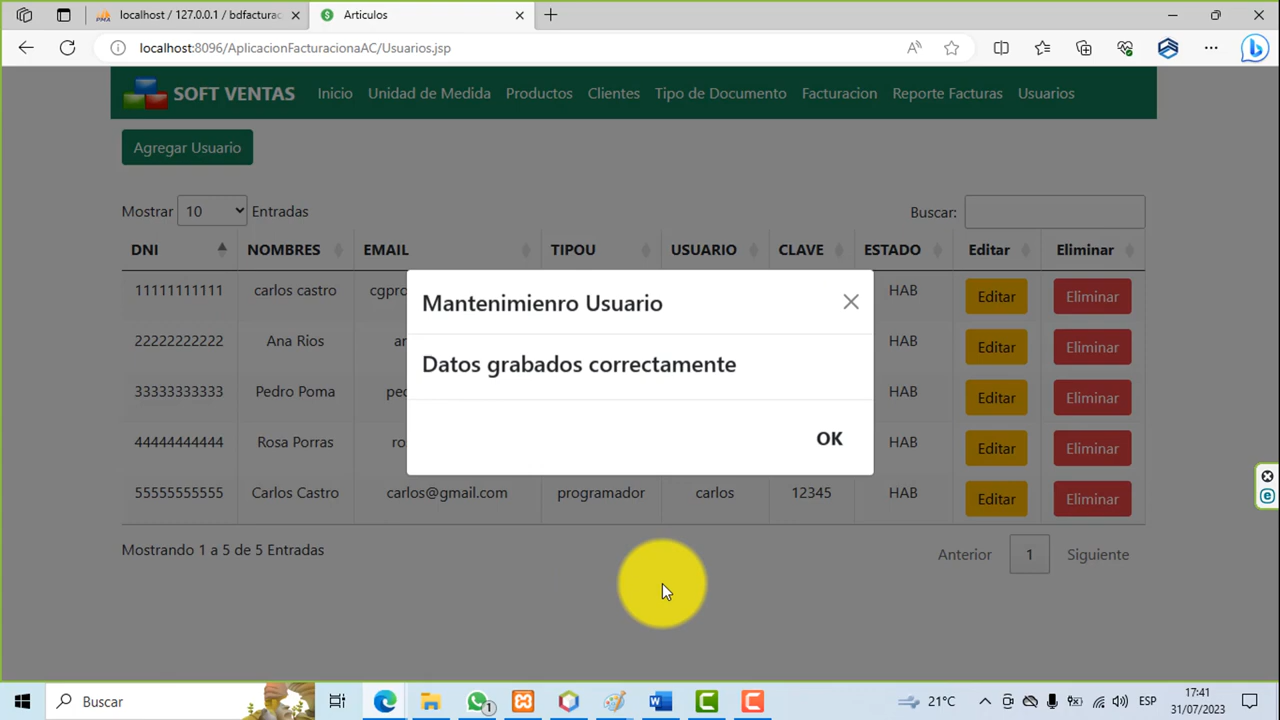 localhost / 127.0.0.1 / bdfactura
Articulos
localhost:8096/AplicacionFacturacionaAC/Usuarios.jsp
SOFT VENTAS Inicio Unidad de Medida Productos Clientes Tipo de Documento Facturacion Reporte Facturas Usuarios
Agregar Usuario
Mostrar 10 Entradas Buscar:
DNI NOMBRES EMAIL TIPOU USUARIO CLAVE ESTADO Editar Eliminar
11111111111 carlos castro cgpro HAB Editar Eliminar
22222222222 Ana Rios HAB Editar Eliminar
33333333333 Pedro Poma HAB Editar Eliminar
44444444444 Rosa Porras HAB Editar Eliminar
55555555555 Carlos Castro carlos@gmail.com programador carlos 12345 HAB Editar Eliminar
Mantenimienro Usuario
Datos grabados correctamente
OK
Mostrando 1 a 5 de 5 Entradas Anterior 1 Siguiente
Buscar 1 21°C ESP 17:41
31/07/2023